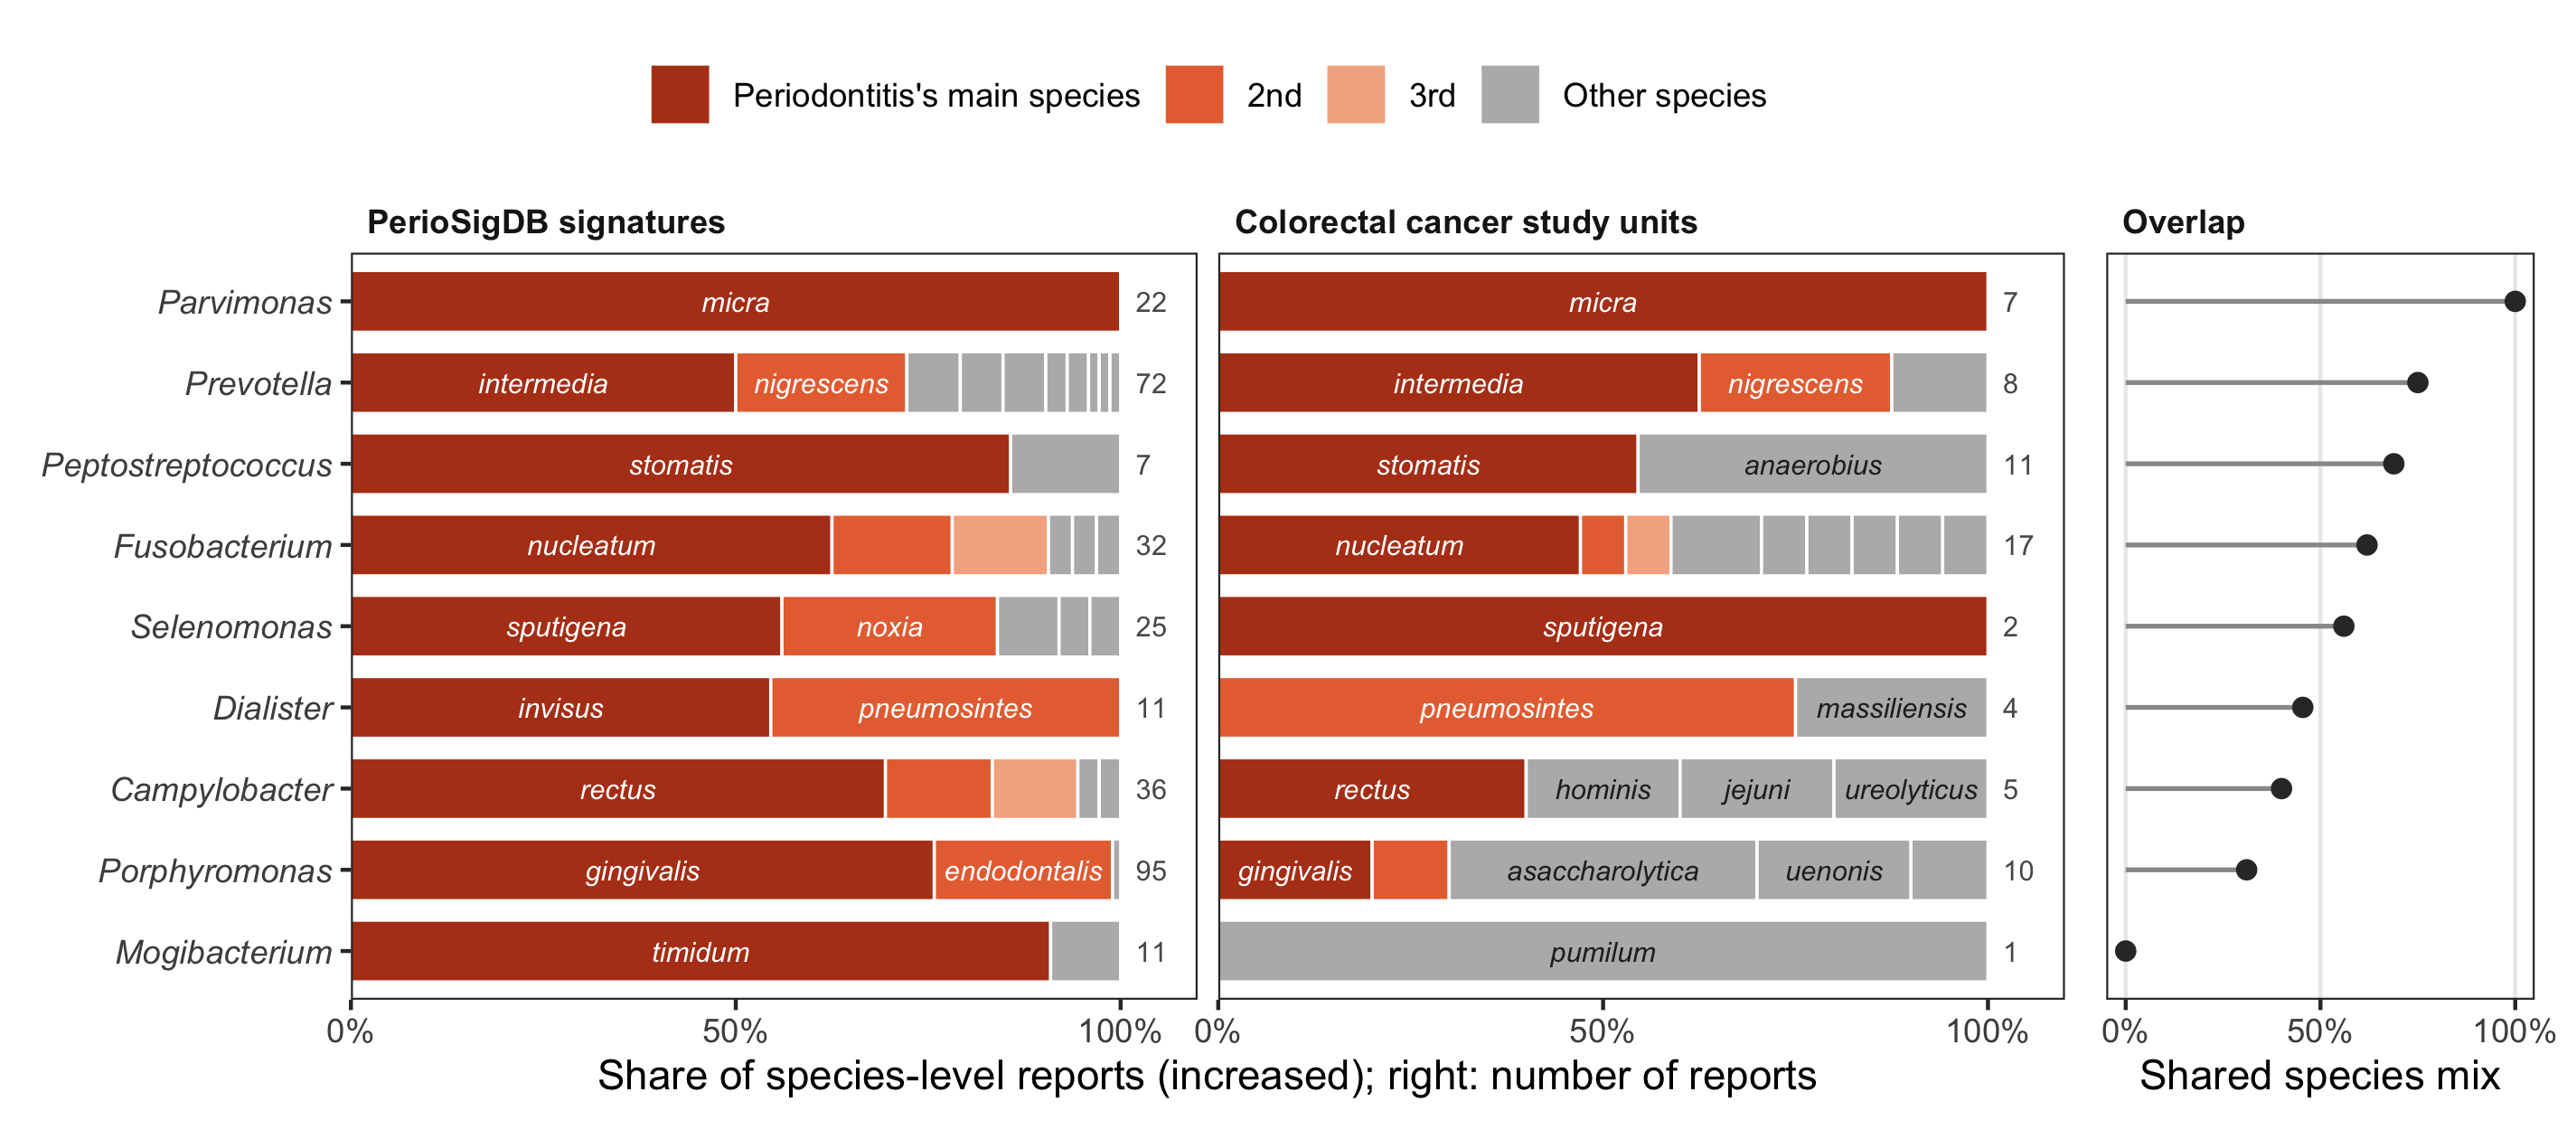 Periodontitis's main species 2nd 3rd Other species
PerioSigDB signatures Colorectal cancer study units Overlap
Parvimonas micra 22 micra 7
Prevotella intermedia nigrescens 72 intermedia nigrescens 8
Peptostreptococcus stomatis 7 stomatis anaerobius 11
Fusobacterium nucleatum 32 nucleatum 17
Selenomonas sputigena noxia 25 sputigena 2
Dialister invisus pneumosintes 11 pneumosintes massiliensis 4
Campylobacter rectus 36 rectus hominis jejuni ureolyticus 5
Porphyromonas gingivalis endodontalis 95 gingivalis asaccharolytica uenonis 10
Mogibacterium timidum 11 pumilum 1
0% 50% 100% 0% 50% 100% 0% 50% 100%
Share of species-level reports (increased); right: number of reports Shared species mix